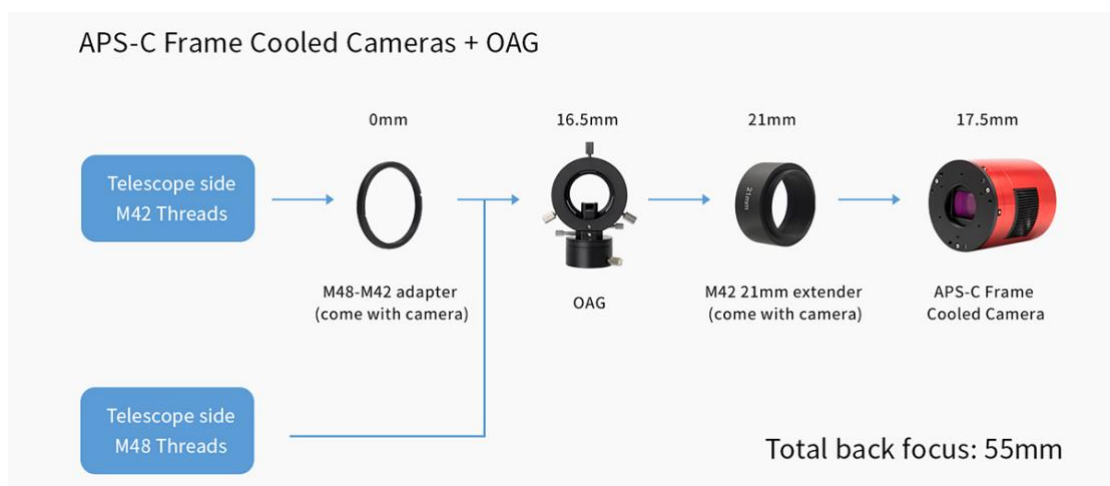 APS-C Frame Cooled Cameras + OAG
0mm
16.5mm
21mm
17.5mm
Telescope side
M42 Threads
21mm
M48-M42 adapter
(come with camera)
OAG
M42 21mm extender
(come with camera)
APS-C Frame
Cooled Camera
Telescope side
M48 Threads
Total back focus: 55mm